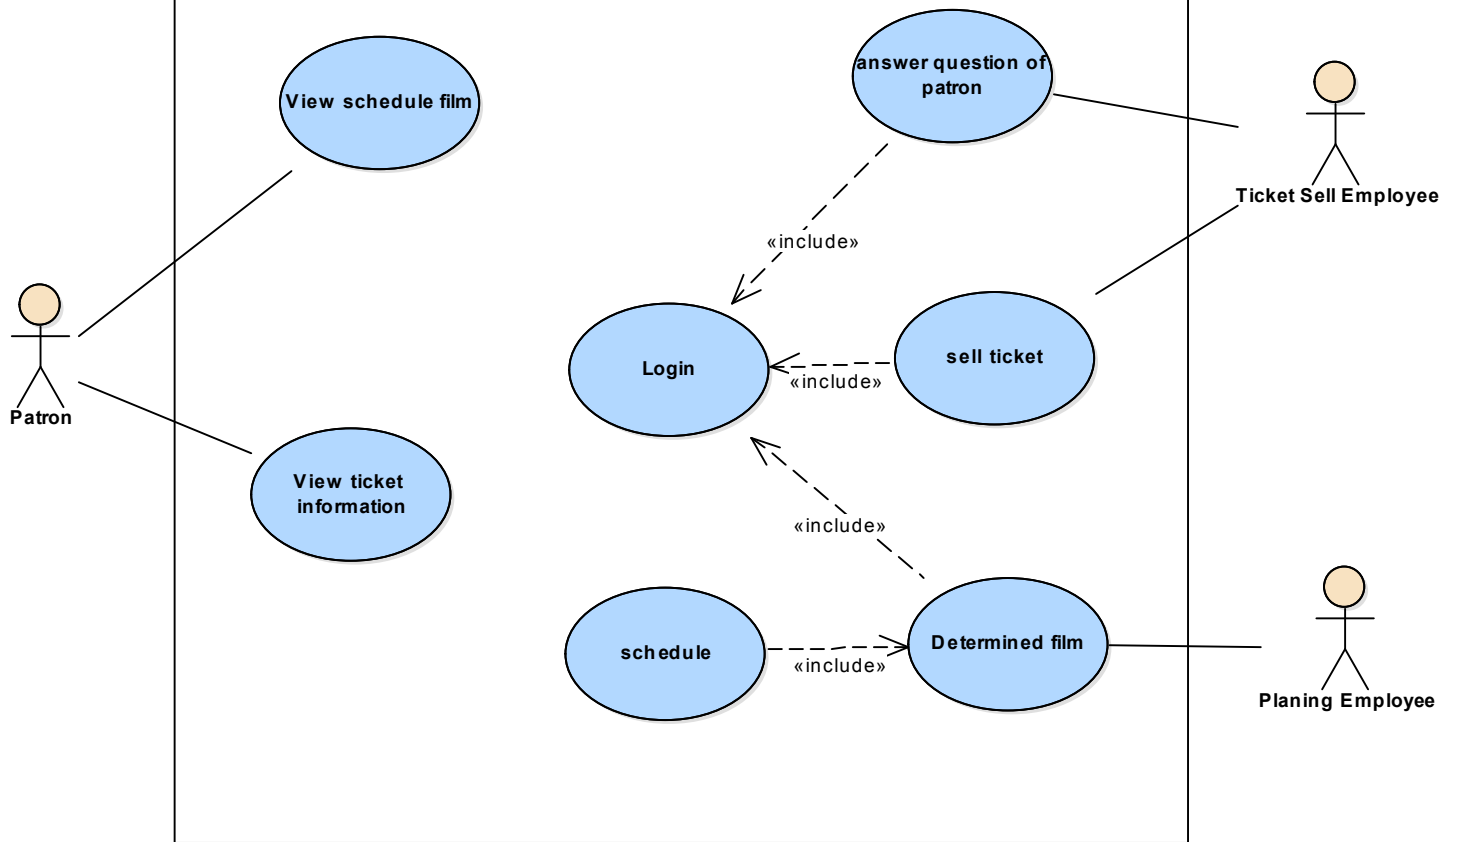 answer question of
patron
View schedule film
Ticket Sell Employee
«include»
sell ticket
Login
«include»
Patron
View ticket
information
«include»
Determined film
schedule
«include»
Planing Employee